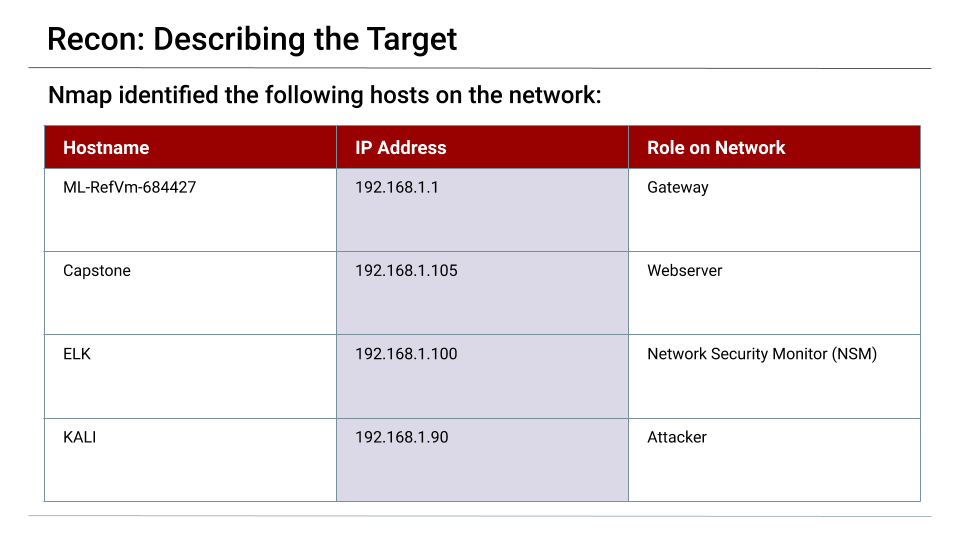 Recon: Describing the Target
Nmap identified the following hosts on the network:
Hostname IP Address Role on Network
ML-RefVm-684427 192.168.1.1 Gateway
Capstone 192.168.1.105 Webserver
ELK 192.168.1.100 Network Security Monitor (NSM)
KALI 192.168.1.90 Attacker